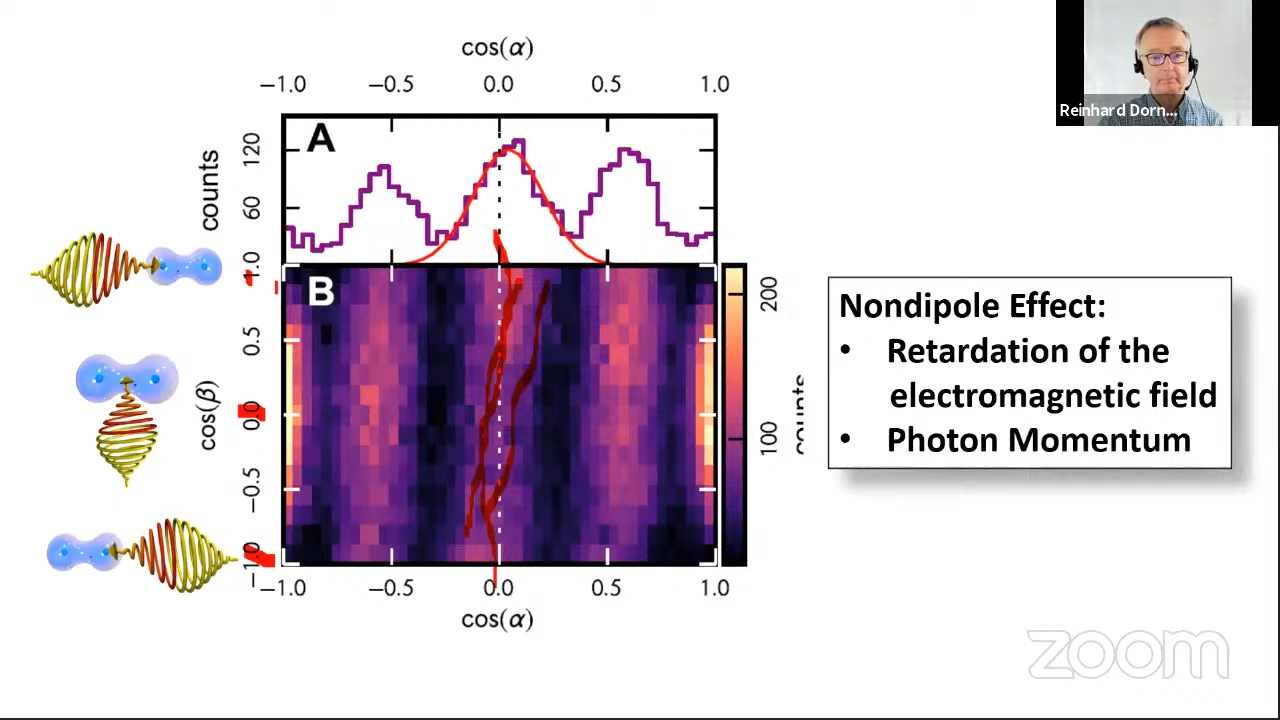 cos(α)
−1.0 −0.5 0.0 0.5 1.0
A
counts
120
60
B
cos(β)
1.0
0.5
0.0
−0.5
−1.0
−1.0 −0.5 0.0 0.5 1.0
cos(α)
200
100
counts
Nondipole Effect:
• Retardation of the
electromagnetic field
• Photon Momentum
Reinhard Dorn...
zoom